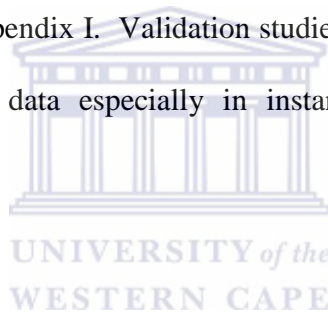 pendix I. Validation studie
data especially in instan
UNIVERSITY of the
WESTERN CAPE